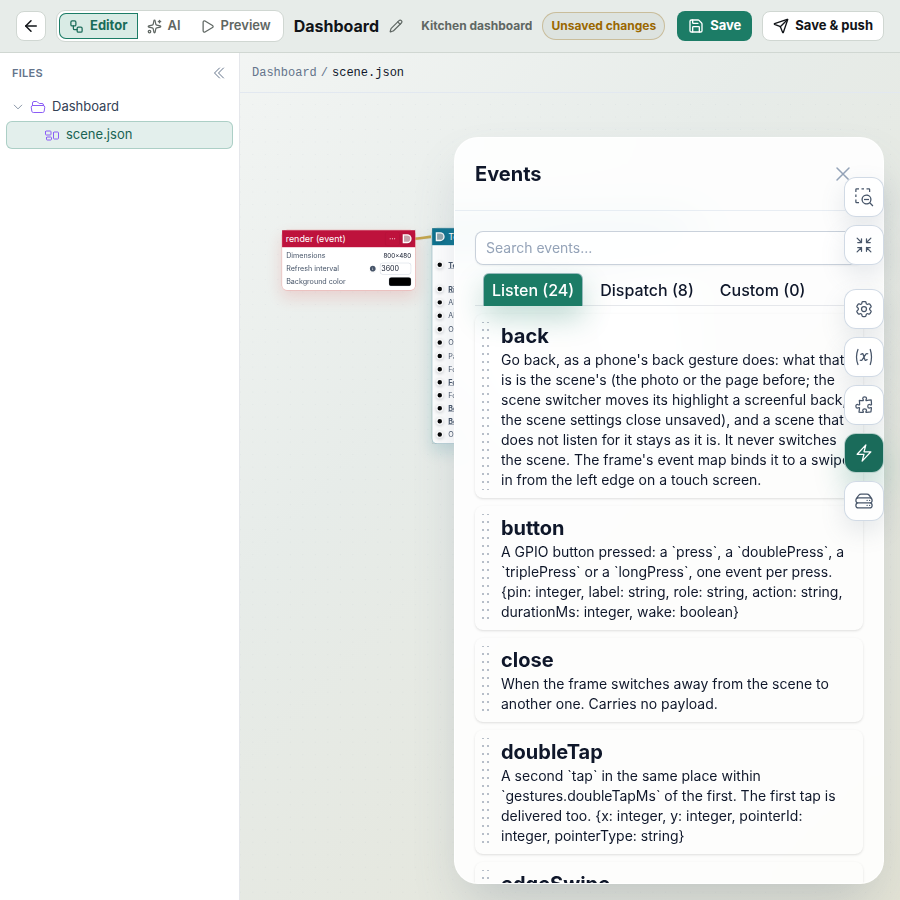 Editor
AI
Preview
Dashboard
Kitchen dashboard
Unsaved changes
Save
Save & push
FILES
Dashboard
scene.json
Dashboard / scene.json
render (event)
Dimensions
800×480
Refresh interval
3600
Background color
Events
Search events...
Listen (24)
Dispatch (8)
Custom (0)
back
Go back, as a phone's back gesture does: what that
is is the scene's (the photo or the page before; the
scene switcher moves its highlight a screenful back,
the scene settings close unsaved), and a scene that
does not listen for it stays as it is. It never switches
the scene. The frame's event map binds it to a swipe
in from the left edge on a touch screen.
button
A GPIO button pressed: a `press`, a `doublePress`, a
`triplePress` or a `longPress`, one event per press.
{pin: integer, label: string, role: string, action: string,
durationMs: integer, wake: boolean}
close
When the frame switches away from the scene to
another one. Carries no payload.
doubleTap
A second `tap` in the same place within
`gestures.doubleTapMs` of the first. The first tap is
delivered too. {x: integer, y: integer, pointerId:
integer, pointerType: string}
edgeSwipe